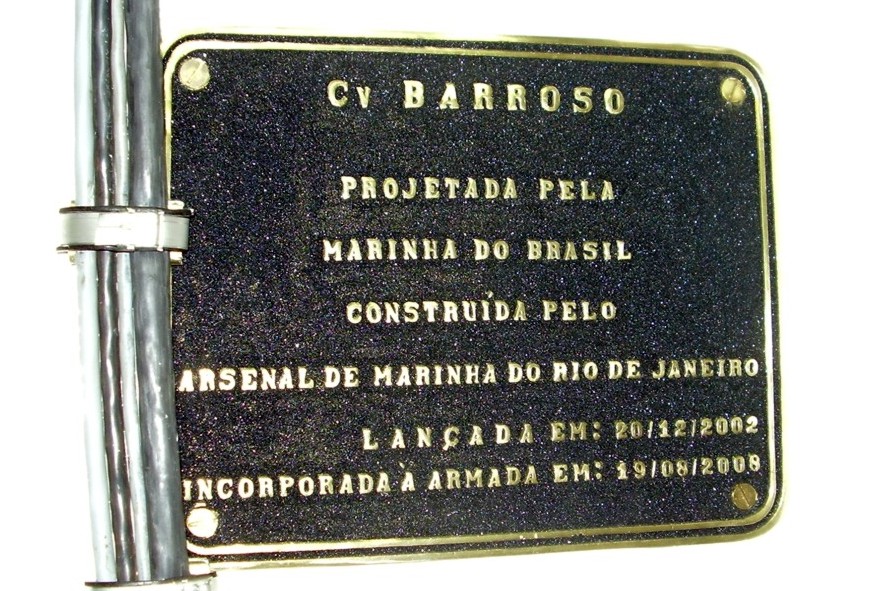 Cv BARROSO
PROJETADA PELA
MARINHA DO BRASIL
CONSTRUÍDA PELO
ARSENAL DE MARINHA DO RIO DE JANEIRO
LANÇADA EM: 20/12/2002
INCORPORADA À ARMADA EM: 19/08/2008